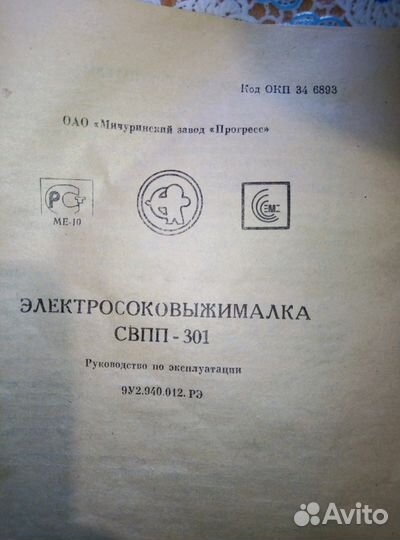 Код ОКП 34 6893
ОАО «Мичуринский завод «Прогресс»
РСТ
МЕ-10
ЕМС
ЭЛЕКТРОСОКОВЫЖИМАЛКА
СВПП-301
Руководство по эксплуатации
9У2.940.012. РЭ
Avito